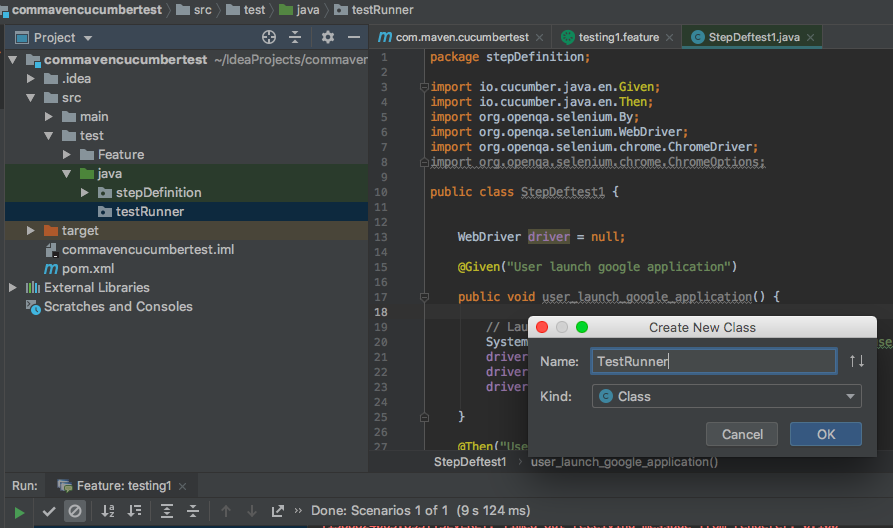 commavencucumbertest > src > test > java > testRunner
Project
com.maven.cucumbertest
testing1.feature
StepDeftest1.java
commavencucumbertest ~/IdeaProjects/commaven
.idea
src
main
test
Feature
java
stepDefinition
testRunner
target
commavencucumbertest.iml
pom.xml
External Libraries
Scratches and Consoles
1 package stepDefinition;
2
3 import io.cucumber.java.en.Given;
4 import io.cucumber.java.en.Then;
5 import org.openqa.selenium.By;
6 import org.openqa.selenium.WebDriver;
7 import org.openqa.selenium.chrome.ChromeDriver;
8 import org.openqa.selenium.chrome.ChromeOptions;
9
10 public class StepDeftest1 {
11
12
13 WebDriver driver = null;
14
15 @Given("User launch google application")
16
17 public void user_launch_google_application() {
18
19 // Lau
20 System
21 driver
22 driver
23 driver
24
25 }
26
27 @Then("Use
Create New Class
Name: TestRunner
Kind: Class
Cancel OK
StepDeftest1 > user_launch_google_application()
Run: Feature: testing1
Done: Scenarios 1 of 1 (9 s 124 ms)